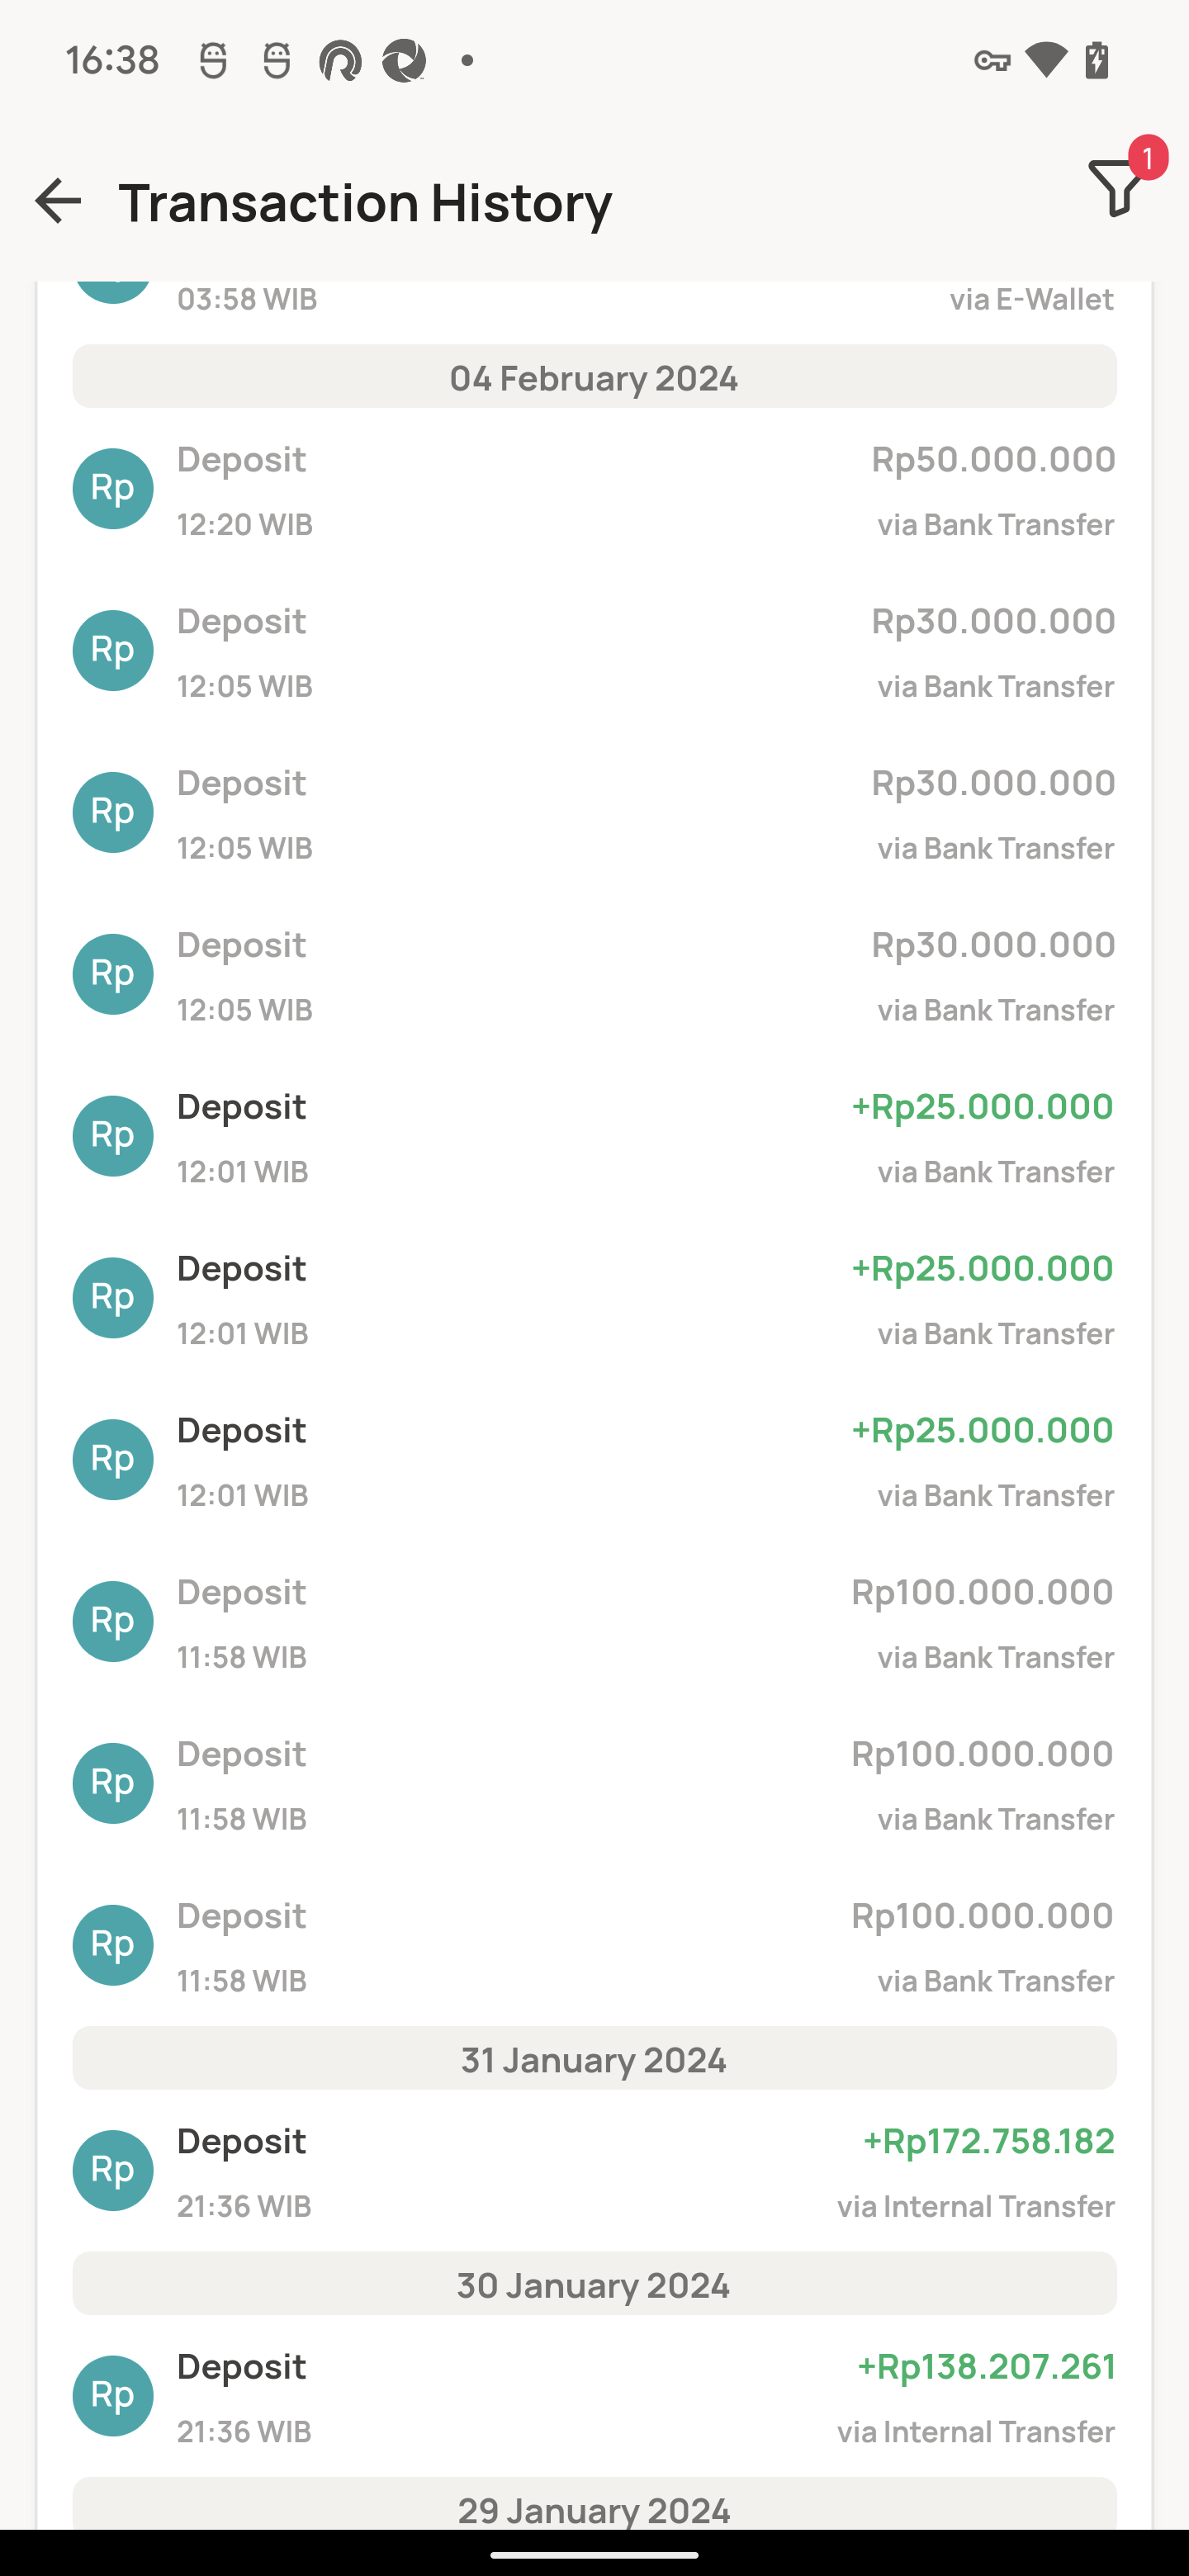 16:38
Transaction History
1
03:58 WIB via E-Wallet
04 February 2024
Rp Deposit Rp50.000.000
12:20 WIB via Bank Transfer
Rp Deposit Rp30.000.000
12:05 WIB via Bank Transfer
Rp Deposit Rp30.000.000
12:05 WIB via Bank Transfer
Rp Deposit Rp30.000.000
12:05 WIB via Bank Transfer
Rp Deposit +Rp25.000.000
12:01 WIB via Bank Transfer
Rp Deposit +Rp25.000.000
12:01 WIB via Bank Transfer
Rp Deposit +Rp25.000.000
12:01 WIB via Bank Transfer
Rp Deposit Rp100.000.000
11:58 WIB via Bank Transfer
Rp Deposit Rp100.000.000
11:58 WIB via Bank Transfer
Rp Deposit Rp100.000.000
11:58 WIB via Bank Transfer
31 January 2024
Rp Deposit +Rp172.758.182
21:36 WIB via Internal Transfer
30 January 2024
Rp Deposit +Rp138.207.261
21:36 WIB via Internal Transfer
29 January 2024